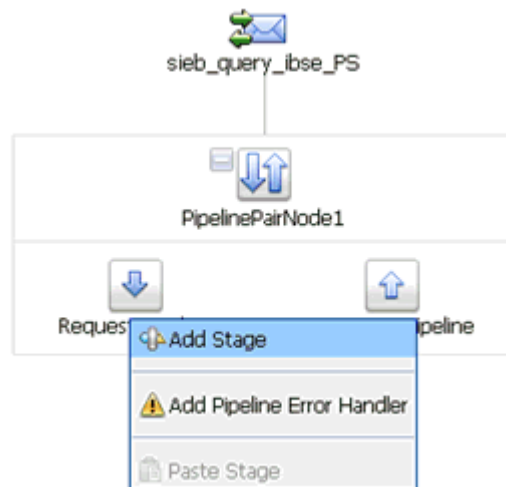 sieb_query_ibse_PS
PipelinePairNode1
Reques ipeline
Add Stage
Add Pipeline Error Handler
Paste Stage